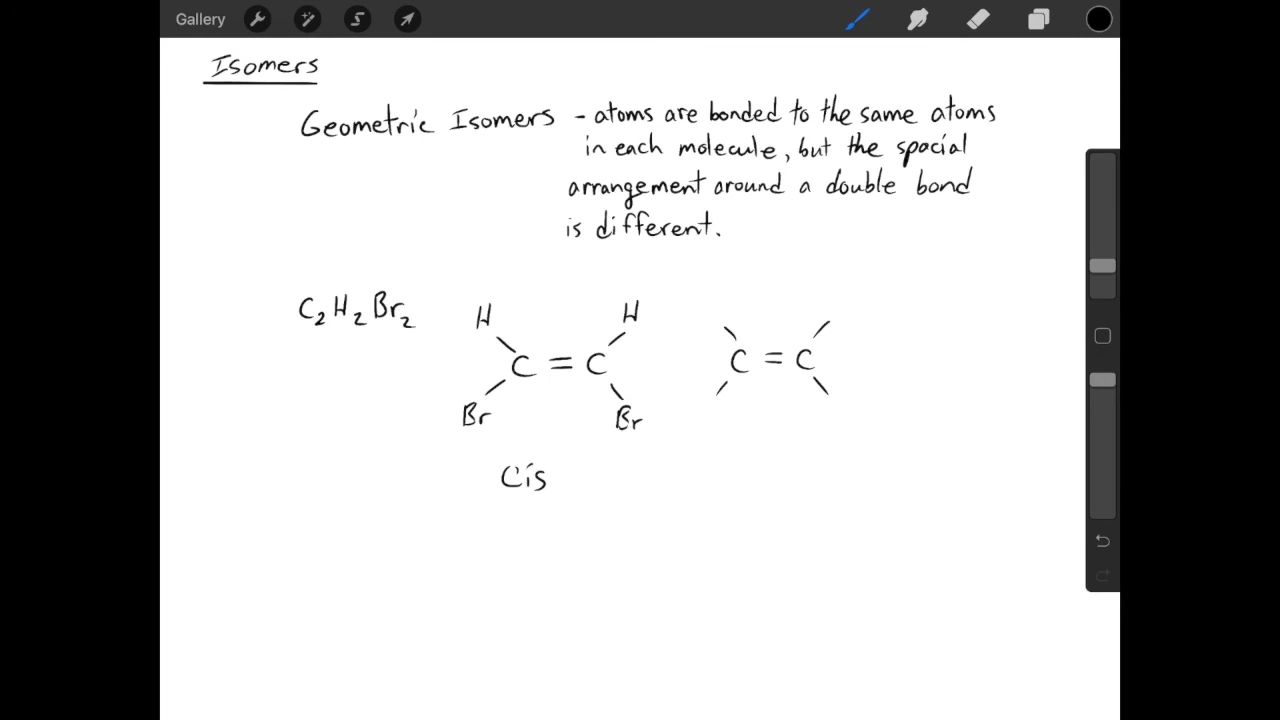 Gallery
Isomers
Geometric Isomers - atoms are bonded to the same atoms
in each molecule, but the spacial
arrangement around a double bond
is different.
C₂H₂Br₂
H H
C = C
Br Br
C = C
Cis